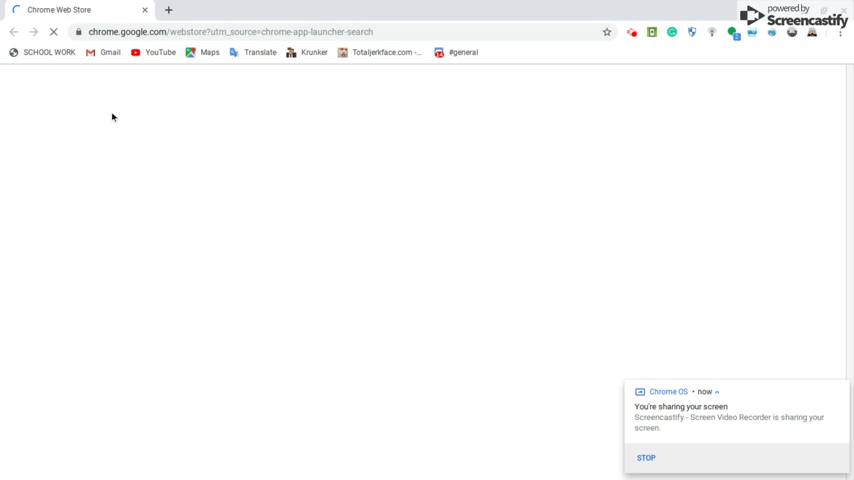 Chrome Web Store
powered by
Screencastify
chrome.google.com/webstore?utm_source=chrome-app-launcher-search
2
SCHOOL WORK Gmail YouTube Maps Translate Krunker Totaljerkface.com -... #general
Chrome OS • now
You're sharing your screen
Screencastify - Screen Video Recorder is sharing your
screen.
STOP